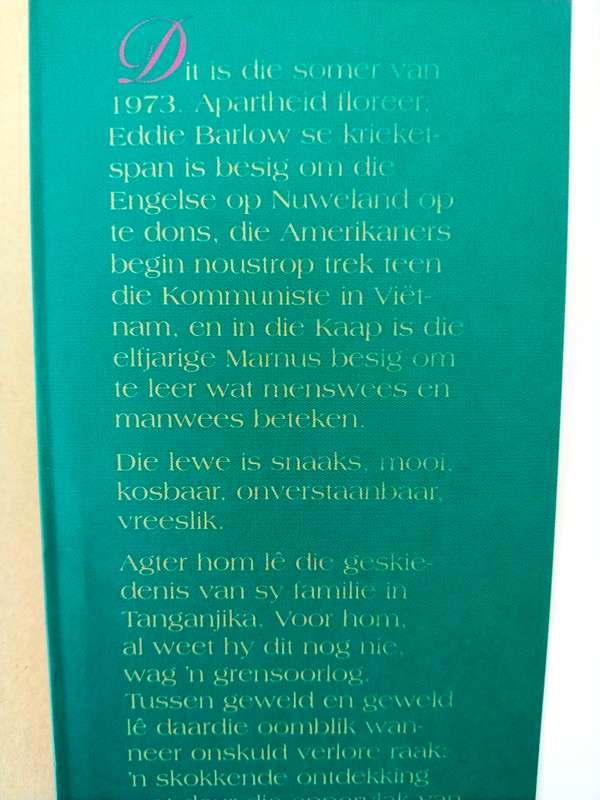 Dit is die somer van
1973. Apartheid floreer,
Eddie Barlow se krieket-
span is besig om die
Engelse op Nuweland op
te dons, die Amerikaners
begin noustrop trek teen
die Kommuniste in Viët-
nam, en in die Kaap is die
elfjarige Marnus besig om
te leer wat menswees en
manwees beteken.
Die lewe is snaaks, mooi,
kosbaar, onverstaanbaar,
vreeslik.
Agter hom lê die geskie-
denis van sy familie in
Tanganjika. Voor hom,
al weet hy dit nog nie,
wag 'n grensoorlog.
Tussen geweld en geweld
lê daardie oomblik wan-
neer onskuld verlore raak:
'n skokkende ontdekking